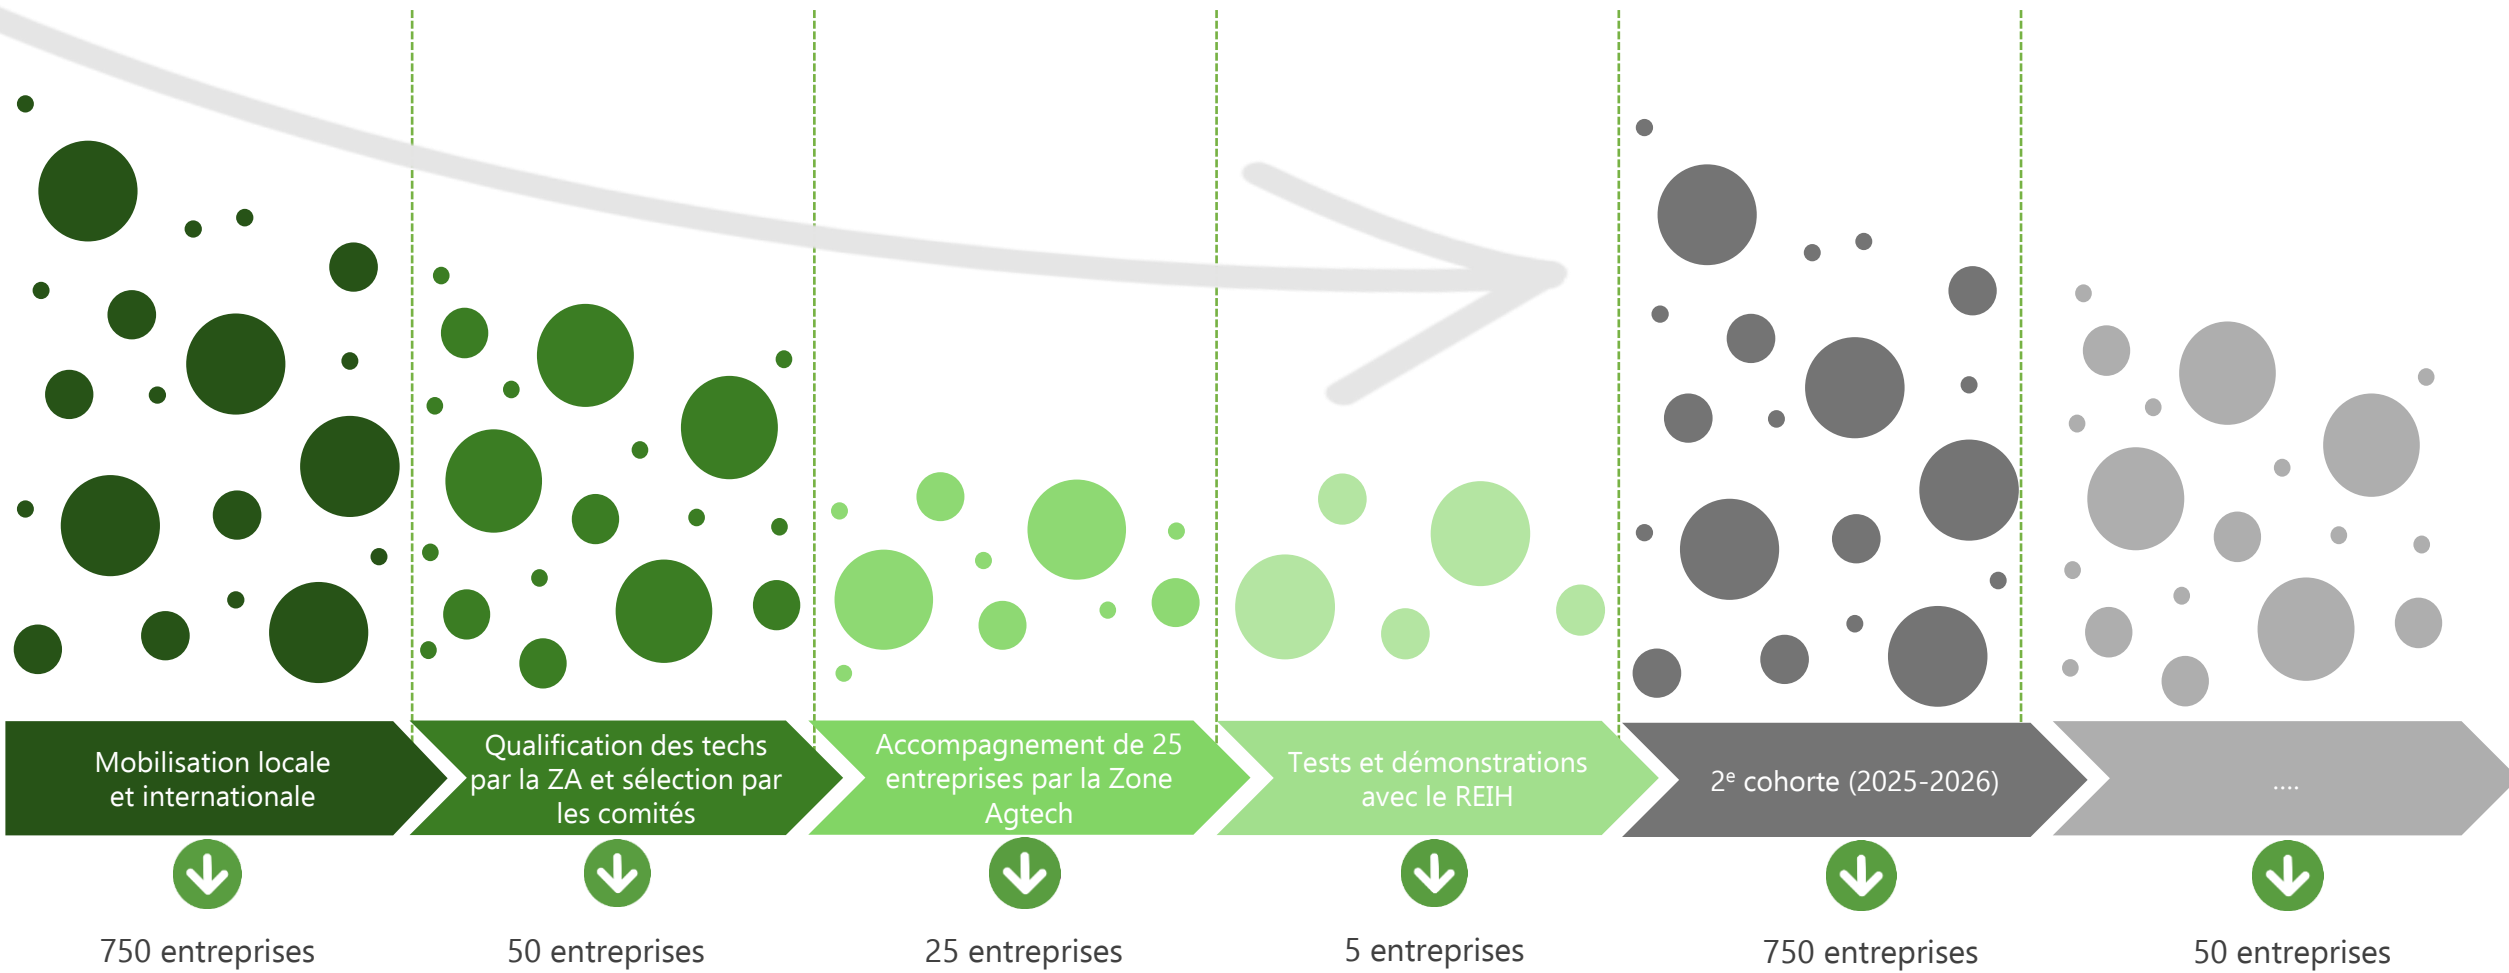 Mobilisation locale
et internationale
Qualification des techs
par la ZA et sélection par
les comités
Accompagnement de 25
entreprises par la Zone
Agtech
Tests et démonstrations
avec le REIH
2e cohorte (2025-2026)
....
750 entreprises
50 entreprises
25 entreprises
5 entreprises
750 entreprises
50 entreprises